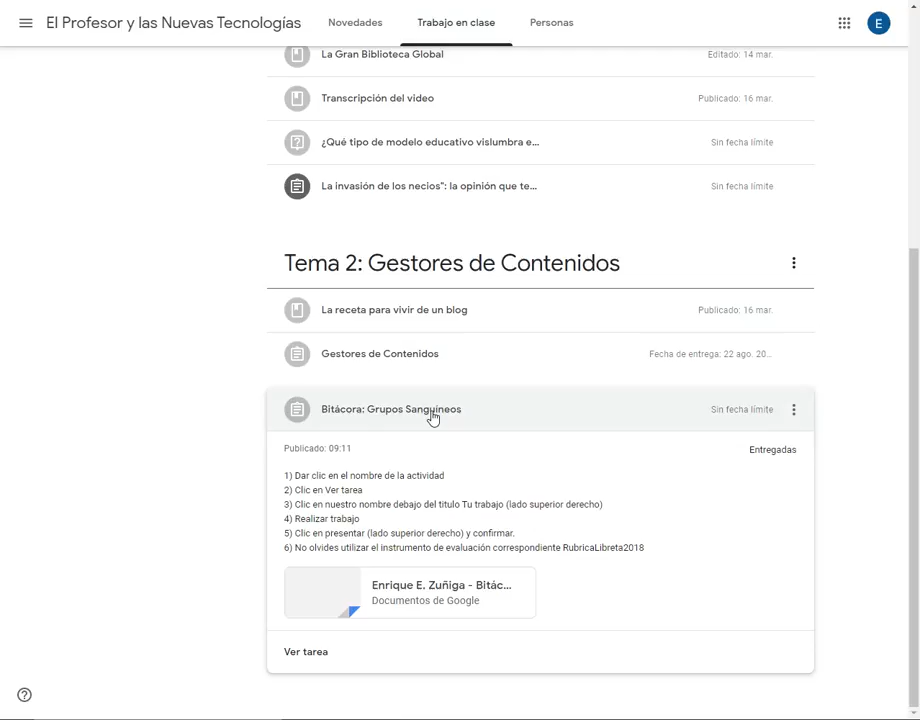 El Profesor y las Nuevas Tecnologías
Novedades
Trabajo en clase
Personas
E
La Gran Biblioteca Global
Editado: 14 mar.
Transcripción del video
Publicado: 16 mar.
¿Qué tipo de modelo educativo vislumbra e...
Sin fecha límite
La invasión de los necios": la opinión que te...
Sin fecha límite
Tema 2: Gestores de Contenidos
La receta para vivir de un blog
Publicado: 16 mar.
Gestores de Contenidos
Fecha de entrega: 22 ago. 20...
Bitácora: Grupos Sanguineos
Sin fecha límite
Publicado: 09:11
Entregadas
1) Dar clic en el nombre de la actividad
2) Clic en Ver tarea
3) Clic en nuestro nombre debajo del titulo Tu trabajo (lado superior derecho)
4) Realizar trabajo
5) Clic en presentar (lado superior derecho) y confirmar.
6) No olvides utilizar el instrumento de evaluación correspondiente RubricaLibreta2018
Enrique E. Zuñiga - Bitác...
Documentos de Google
Ver tarea